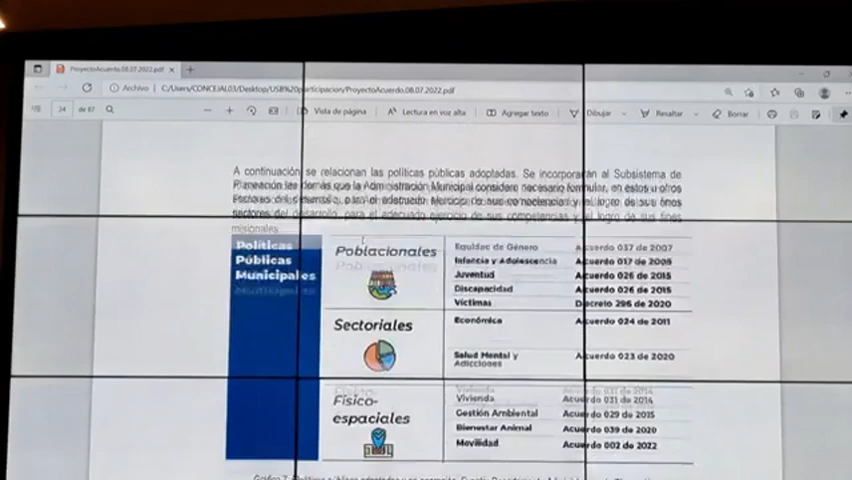 ProyectoAcuerdo.08.07.2022.pdf
Archivo | C:/Users/CONCEJAL03/Desktop/USB%20participacion/ProyectoAcuerdo.08.07.2022.pdf
24 de 87 Vista de página Lectura en voz alta Agregar texto Dibujar Resaltar Borrar
A continuación se relacionan las políticas públicas adoptadas. Se incorporarán al Subsistema de
Planeación las demás que la Administración Municipal considere necesario formular, en estos u otros
sectores del desarrollo, para el adecuado ejercicio de sus competencias y el logro de sus fines
misionales
Políticas
Públicas
Municipales
Poblacionales
Equidad de Género Acuerdo 037 de 2007
Infancia y Adolescencia Acuerdo 017 de
Juventud Acuerdo 026 de 2015
Discapacidad Acuerdo 026 de 2015
Víctimas Decreto 296 de 2020
Sectoriales
Económica Acuerdo 024 de 2011
Salud Mental y Acuerdo 023 de 2020
Adicciones
Físico-
espaciales
Vivienda Acuerdo 031 de 2014
Gestión Ambiental Acuerdo 029 de 2015
Bienestar Animal Acuerdo 039 de 2020
Movilidad Acuerdo 002 de 2022